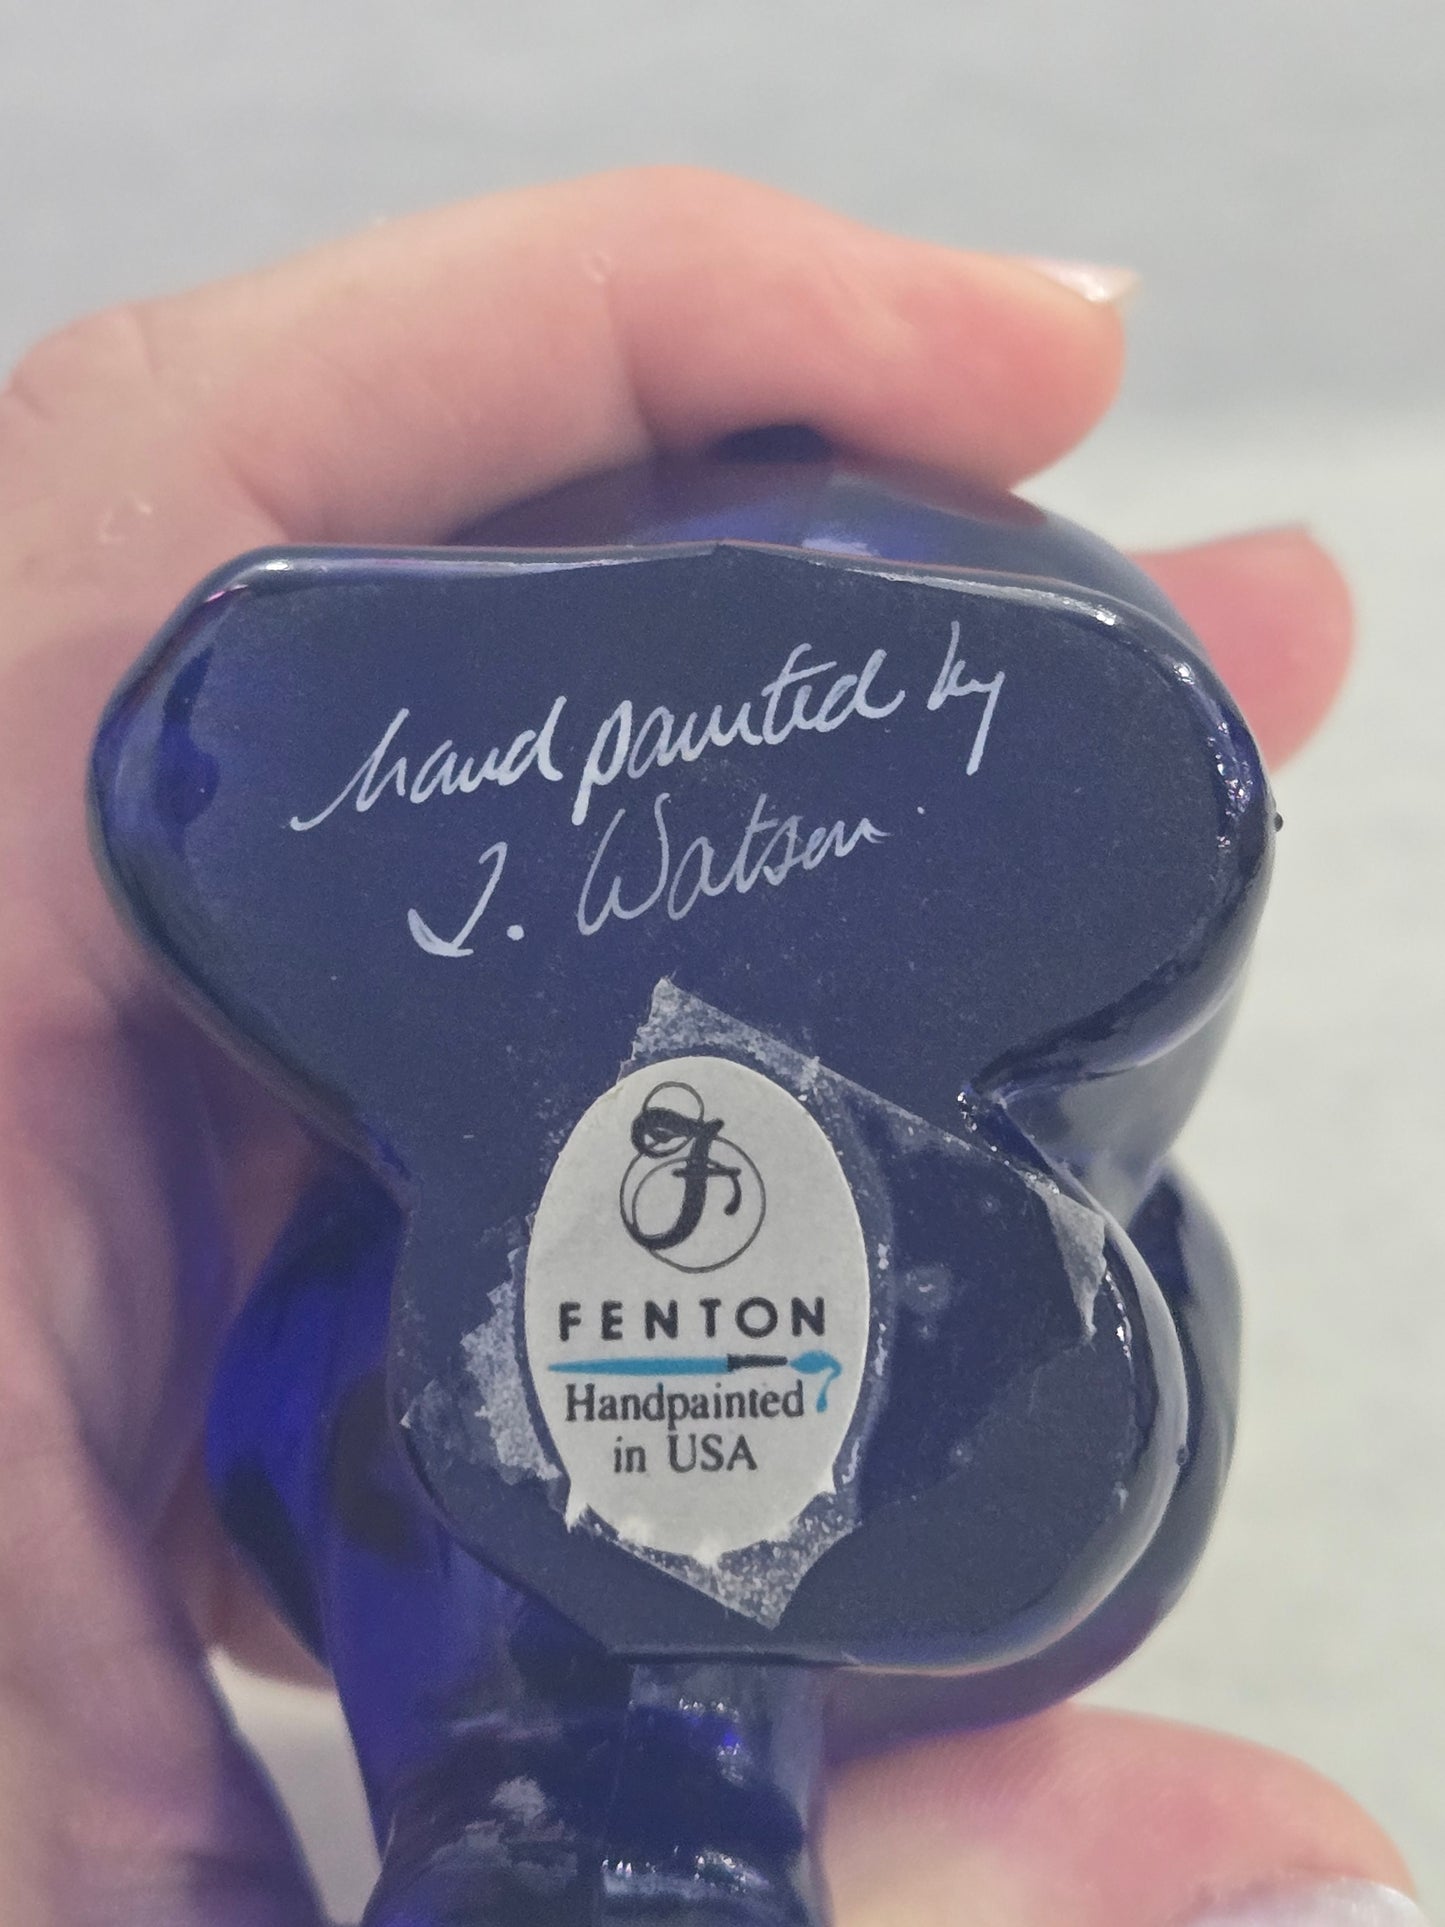 hand painted by
J. Watson
F
FENTON
Handpainted
in USA